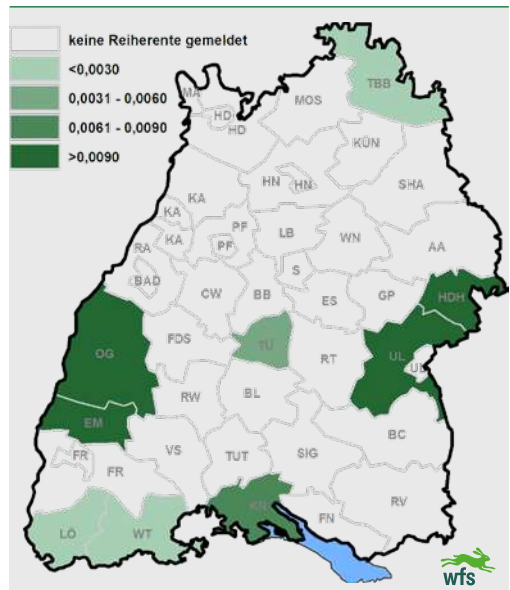 keine Reiherente gemeldet
<0,0030
0,0031 - 0,0060
0,0061 - 0,0090
>0,0090
TBB
MA
MOS
HD
HD
KÜN
HN
HN
SHA
KA
KA
KA
PF
PF
LB
WN
AA
RA
BAD
S
CW
BB
ES
GP
HDH
OG
FDS
TÜ
RT
UL
UL
RW
BL
EM
BC
FR
FR
VS
TUT
SIG
KN
FN
RV
LÖ
WT
wfs